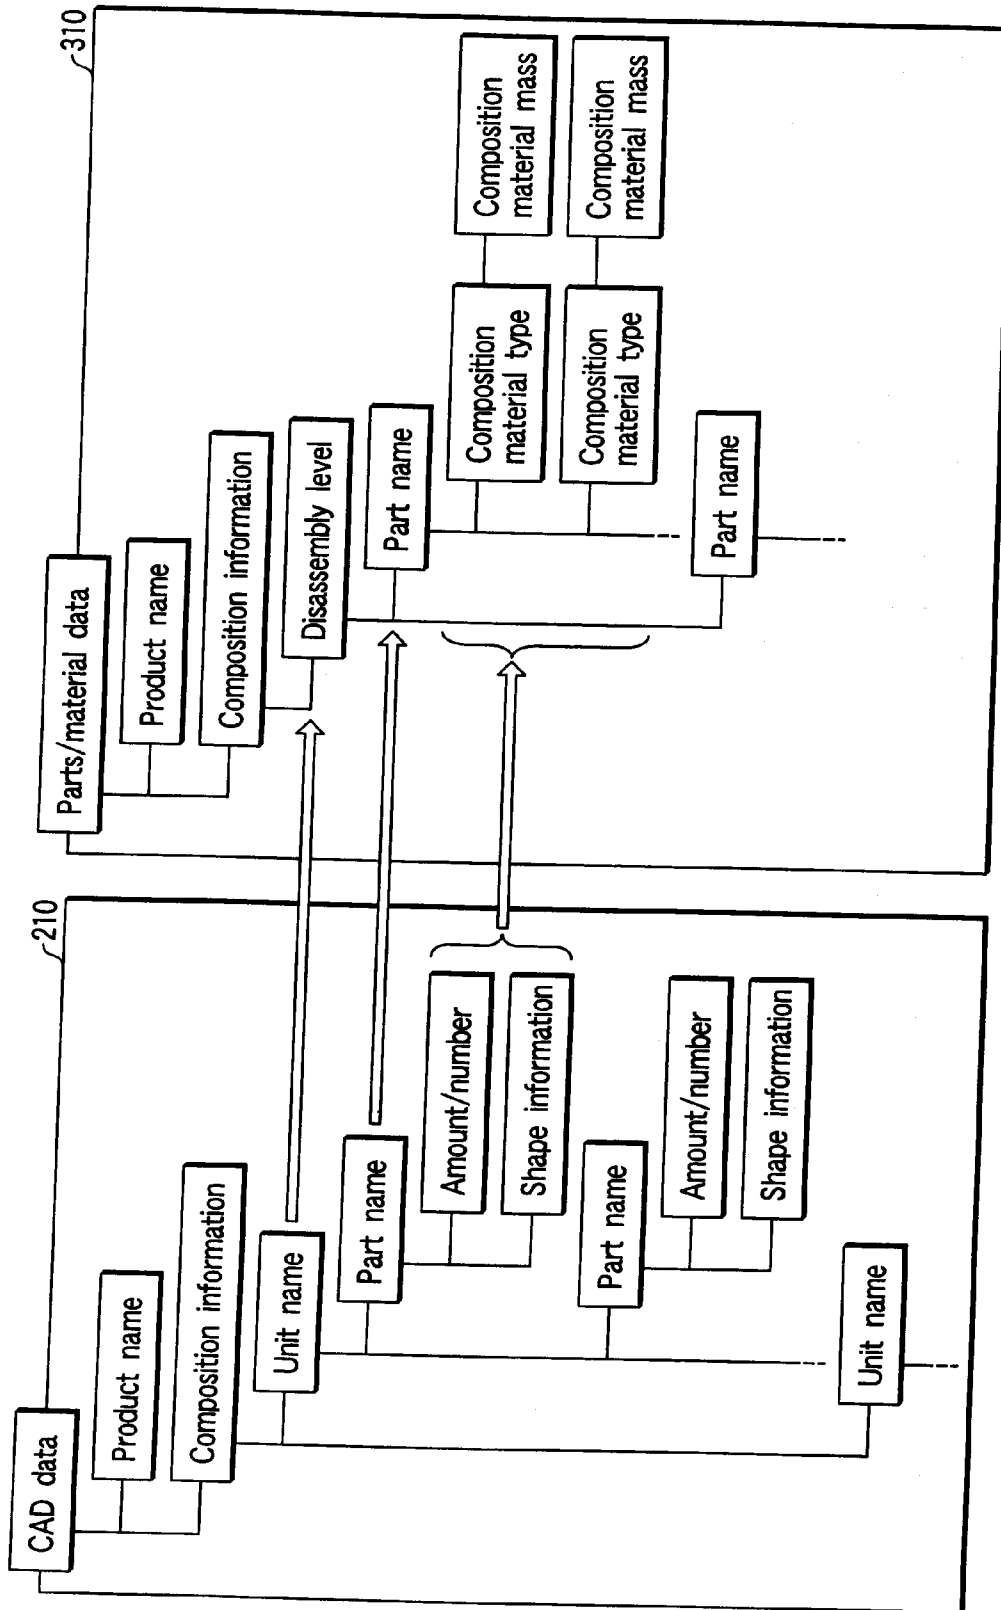 210
CAD data
Product name
Composition information
Unit name
Part name
Amount/number
Shape information
Part name
Amount/number
Shape information
Unit name
310
Parts/material data
Product name
Composition information
Disassembly level
Part name
Composition
material type
Composition
material mass
Composition
material type
Composition
material mass
Part name